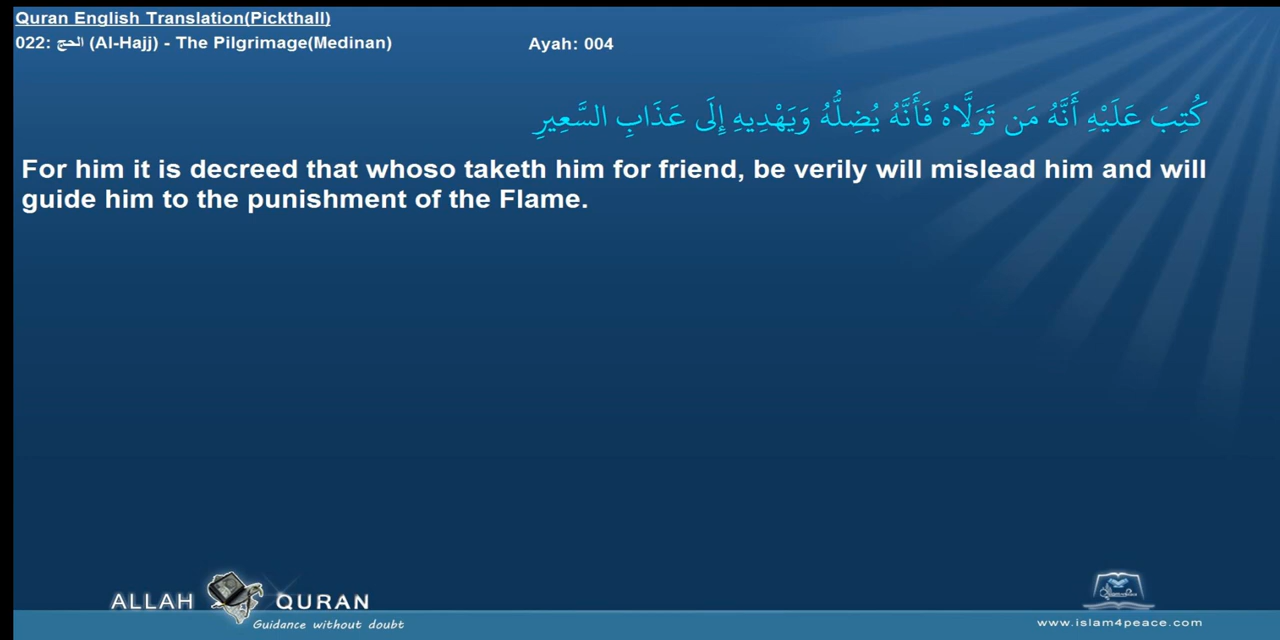 Quran English Translation(Pickthall)
022: الحج (Al-Hajj) - The Pilgrimage(Medinan) Ayah: 004
كُتِبَ عَلَيْهِ أَنَّهُ مَن تَوَلَّاهُ فَأَنَّهُ يُضِلُّهُ وَيَهْدِيهِ إِلَى عَذَابِ السَّعِيرِ
For him it is decreed that whoso taketh him for friend, be verily will mislead him and will
guide him to the punishment of the Flame.
ALLAH QURAN
Guidance without doubt
www.islam4peace.com